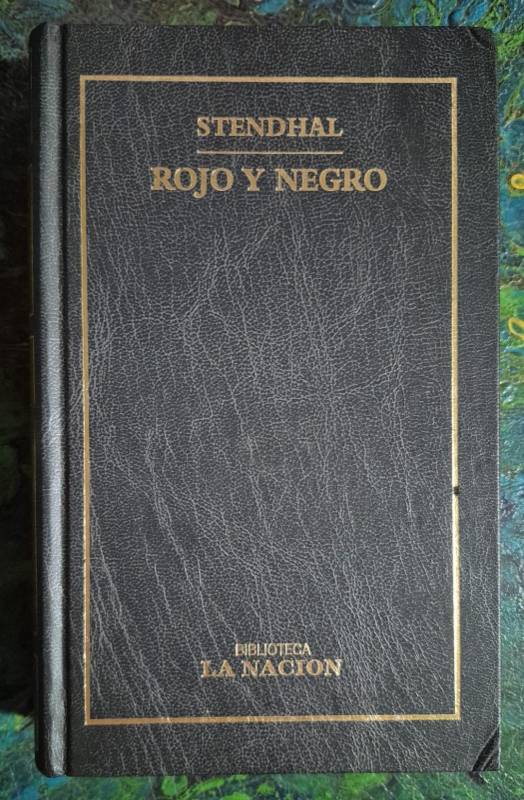 STENDHAL
ROJO Y NEGRO
BIBLIOTECA
LA NACION